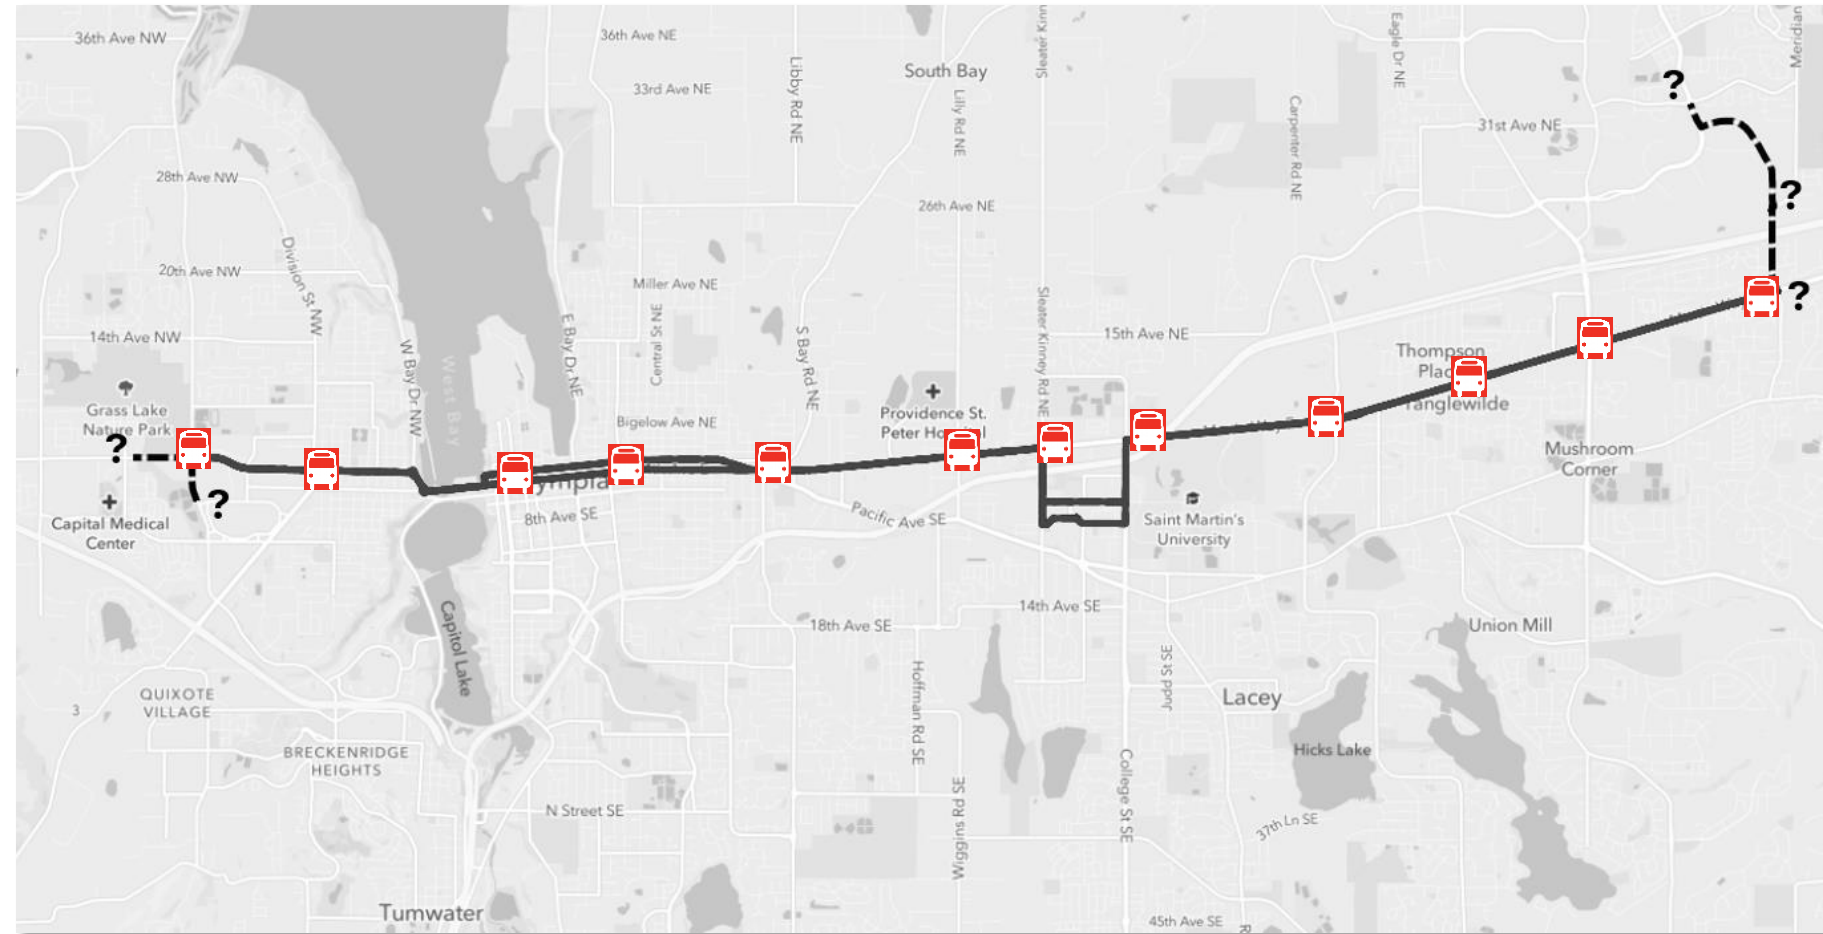 36th Ave NW
36th Ave NE
South Bay
Libby Rd NE
33rd Ave NE
Lilly Rd NE
Sleater Kinn
Eagle Dr NE
Meridian
?
Carpenter Rd NE
31st Ave NE
28th Ave NW
26th Ave NE
?
Division St NW
20th Ave NW
Miller Ave NE
Central St NE
E Bay Dr NE
S Bay Rd NE
Sleater Kinney Rd NE
15th Ave NE
?
14th Ave NW
W Bay Dr NW
West Bay
Thompson
Plac
Tanglewilde
Grass Lake
Nature Park
Bigelow Ave NE
Providence St.
Peter Ho
Mushroom
Corner
?
?
Capital Medical
Center
ympia
8th Ave SE
Pacific Ave SE
Saint Martin's
University
Capitol Lake
14th Ave SE
18th Ave SE
Union Mill
Hoffman Rd SE
Judd St SE
Lacey
QUIXOTE
VILLAGE
3
BRECKENRIDGE
HEIGHTS
Hicks Lake
College St SE
Wiggins Rd SE
N Street SE
37th Ln SE
Tumwater
45th Ave SE
R